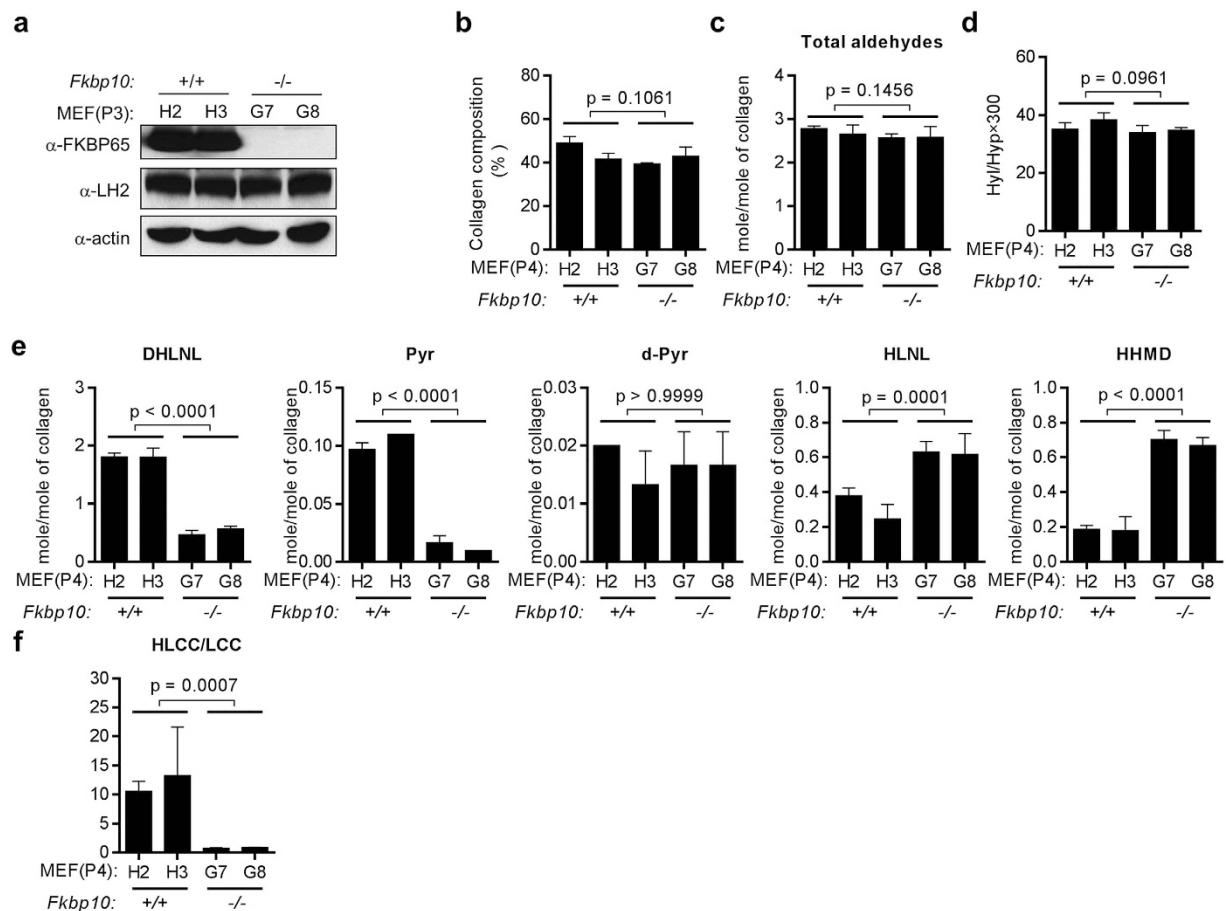 a
Fkbp10: +/+ -/-
MEF(P3): H2 H3 G7 G8
α-FKBP65
α-LH2
α-actin
b
p = 0.1061
Collagen composition
(%)
80
60
40
20
0
MEF(P4): H2 H3 G7 G8
Fkbp10: +/+ -/-
c
Total aldehydes
p = 0.1456
mole/mole of collagen
4
3
2
1
0
MEF(P4): H2 H3 G7 G8
Fkbp10: +/+ -/-
d
p = 0.0961
Hyl/Hyp×300
60
40
20
0
MEF(P4): H2 H3 G7 G8
Fkbp10: +/+ -/-
e
DHLNL
p < 0.0001
mole/mole of collagen
3
2
1
0
MEF(P4): H2 H3 G7 G8
Fkbp10: +/+ -/-
Pyr
p < 0.0001
mole/mole of collagen
0.15
0.10
0.05
0.00
MEF(P4): H2 H3 G7 G8
Fkbp10: +/+ -/-
d-Pyr
p > 0.9999
mole/mole of collagen
0.03
0.02
0.01
0.00
MEF(P4): H2 H3 G7 G8
Fkbp10: +/+ -/-
HLNL
p = 0.0001
mole/mole of collagen
1.0
0.8
0.6
0.4
0.2
0.0
MEF(P4): H2 H3 G7 G8
Fkbp10: +/+ -/-
HHMD
p < 0.0001
mole/mole of collagen
1.0
0.8
0.6
0.4
0.2
0.0
MEF(P4): H2 H3 G7 G8
Fkbp10: +/+ -/-
f
HLCC/LCC
p = 0.0007
30
25
20
15
10
5
0
MEF(P4): H2 H3 G7 G8
Fkbp10: +/+ -/-